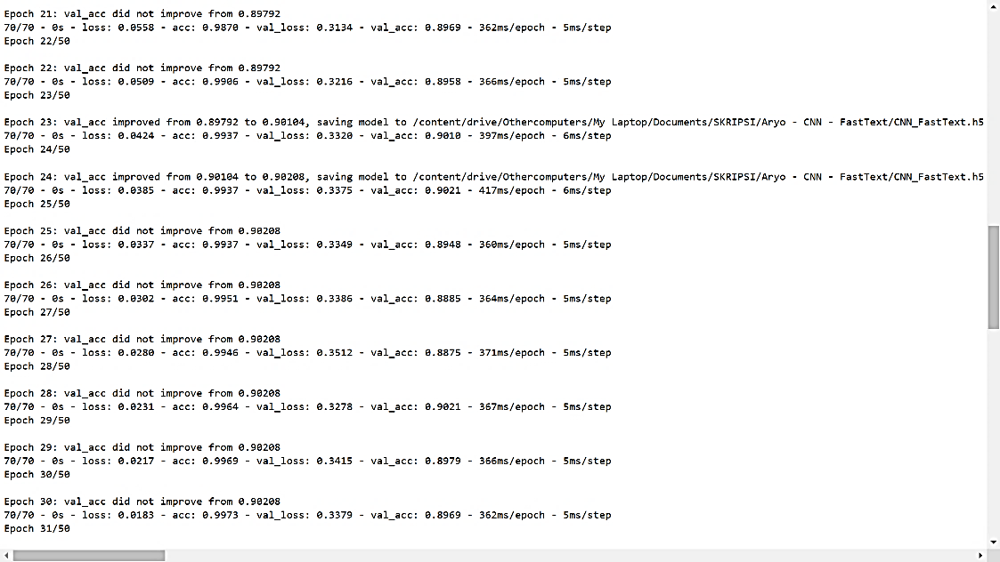 Epoch 21: val_acc did not improve from 0.89792
70/70 - 0s - loss: 0.0558 - acc: 0.9870 - val_loss: 0.3134 - val_acc: 0.8969 - 362ms/epoch - 5ms/step
Epoch 22/50
Epoch 22: val_acc did not improve from 0.89792
70/70 - 0s - loss: 0.0509 - acc: 0.9906 - val_loss: 0.3216 - val_acc: 0.8958 - 366ms/epoch - 5ms/step
Epoch 23/50
Epoch 23: val_acc improved from 0.89792 to 0.90104, saving model to /content/drive/Othercomputers/My Laptop/Documents/SKRIPSI/Aryo - CNN - FastText/CNN_FastText.h5
70/70 - 0s - loss: 0.0424 - acc: 0.9937 - val_loss: 0.3320 - val_acc: 0.9010 - 397ms/epoch - 6ms/step
Epoch 24/50
Epoch 24: val_acc improved from 0.90104 to 0.90208, saving model to /content/drive/Othercomputers/My Laptop/Documents/SKRIPSI/Aryo - CNN - FastText/CNN_FastText.h5
70/70 - 0s - loss: 0.0385 - acc: 0.9937 - val_loss: 0.3375 - val_acc: 0.9021 - 417ms/epoch - 6ms/step
Epoch 25/50
Epoch 25: val_acc did not improve from 0.90208
70/70 - 0s - loss: 0.0337 - acc: 0.9937 - val_loss: 0.3349 - val_acc: 0.8948 - 360ms/epoch - 5ms/step
Epoch 26/50
Epoch 26: val_acc did not improve from 0.90208
70/70 - 0s - loss: 0.0302 - acc: 0.9951 - val_loss: 0.3386 - val_acc: 0.8885 - 364ms/epoch - 5ms/step
Epoch 27/50
Epoch 27: val_acc did not improve from 0.90208
70/70 - 0s - loss: 0.0280 - acc: 0.9946 - val_loss: 0.3512 - val_acc: 0.8875 - 371ms/epoch - 5ms/step
Epoch 28/50
Epoch 28: val_acc did not improve from 0.90208
70/70 - 0s - loss: 0.0231 - acc: 0.9964 - val_loss: 0.3278 - val_acc: 0.9021 - 367ms/epoch - 5ms/step
Epoch 29/50
Epoch 29: val_acc did not improve from 0.90208
70/70 - 0s - loss: 0.0217 - acc: 0.9969 - val_loss: 0.3415 - val_acc: 0.8979 - 366ms/epoch - 5ms/step
Epoch 30/50
Epoch 30: val_acc did not improve from 0.90208
70/70 - 0s - loss: 0.0183 - acc: 0.9973 - val_loss: 0.3379 - val_acc: 0.8969 - 362ms/epoch - 5ms/step
Epoch 31/50